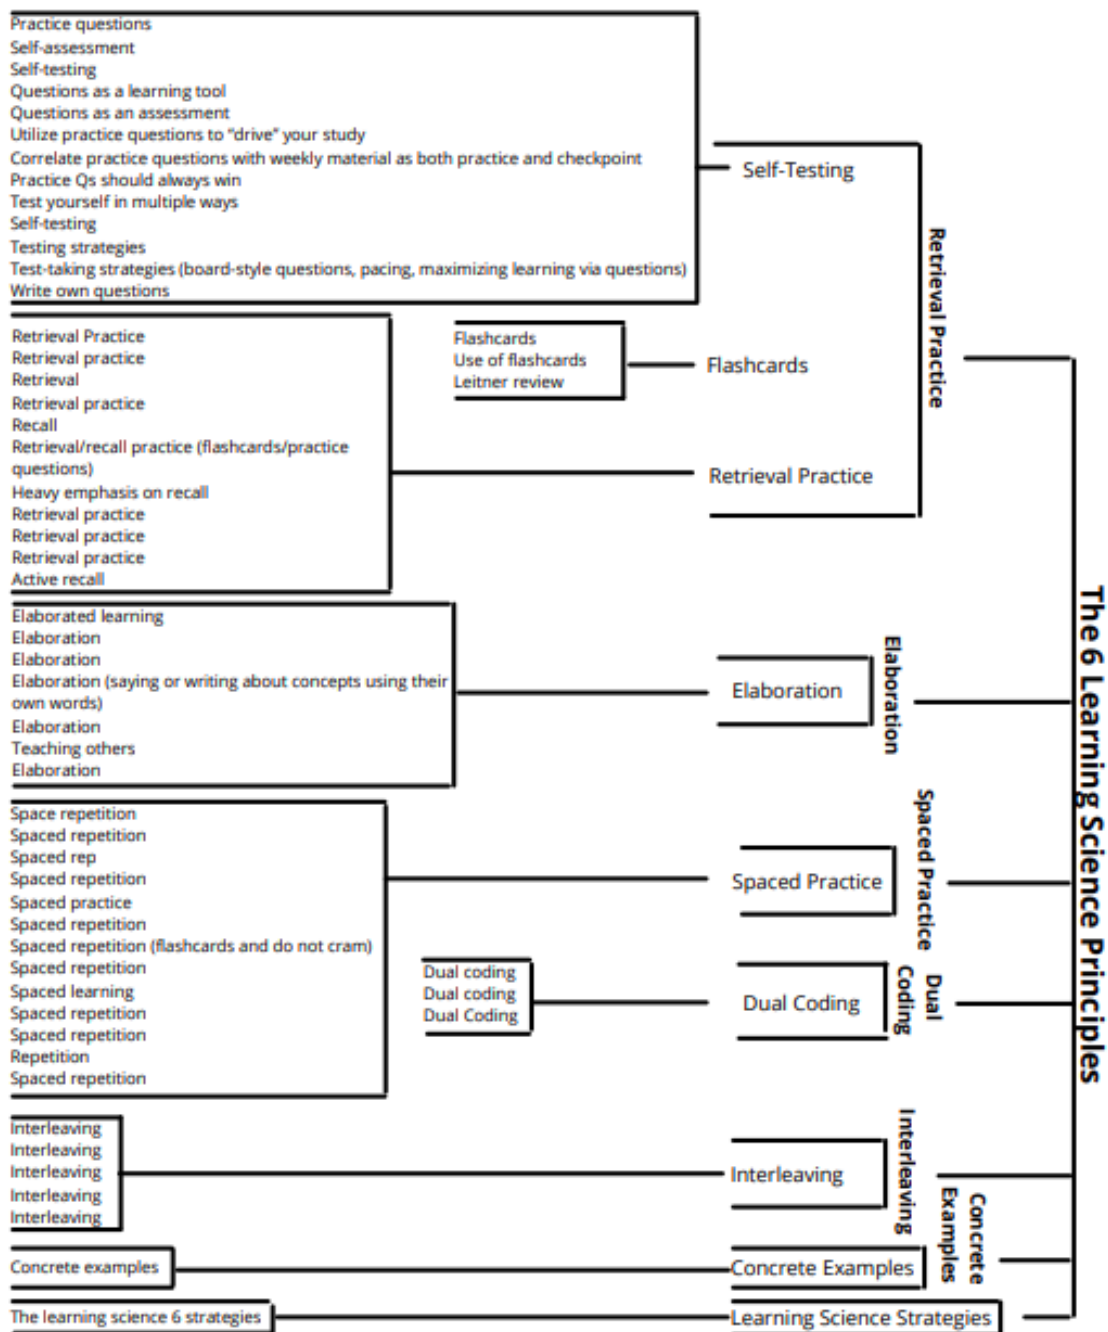 Practice questions
Self-assessment
Self-testing
Questions as a learning tool
Questions as an assessment
Utilize practice questions to “drive” your study
Correlate practice questions with weekly material as both practice and checkpoint
Practice Qs should always win
Test yourself in multiple ways
Self-testing
Testing strategies
Test-taking strategies (board-style questions, pacing, maximizing learning via questions)
Write own questions
Self-Testing
Retrieval Practice
Retrieval practice
Retrieval
Retrieval practice
Recall
Retrieval/recall practice (flashcards/practice
questions)
Heavy emphasis on recall
Retrieval practice
Retrieval practice
Retrieval practice
Active recall
Flashcards
Use of flashcards
Leitner review
Flashcards
Retrieval Practice
Retrieval Practice
Elaborated learning
Elaboration
Elaboration
Elaboration (saying or writing about concepts using their
own words)
Elaboration
Teaching others
Elaboration
Elaboration
Elaboration
Space repetition
Spaced repetition
Spaced rep
Spaced repetition
Spaced practice
Spaced repetition
Spaced repetition (flashcards and do not cram)
Spaced repetition
Spaced learning
Spaced repetition
Spaced repetition
Repetition
Spaced repetition
Spaced Practice
Spaced Practice
Dual coding
Dual coding
Dual Coding
Dual Coding
Dual
Coding
Interleaving
Interleaving
Interleaving
Interleaving
Interleaving
Interleaving
Interleaving
Concrete examples
Concrete Examples
Concrete
Examples
The learning science 6 strategies
Learning Science Strategies
The 6 Learning Science Principles